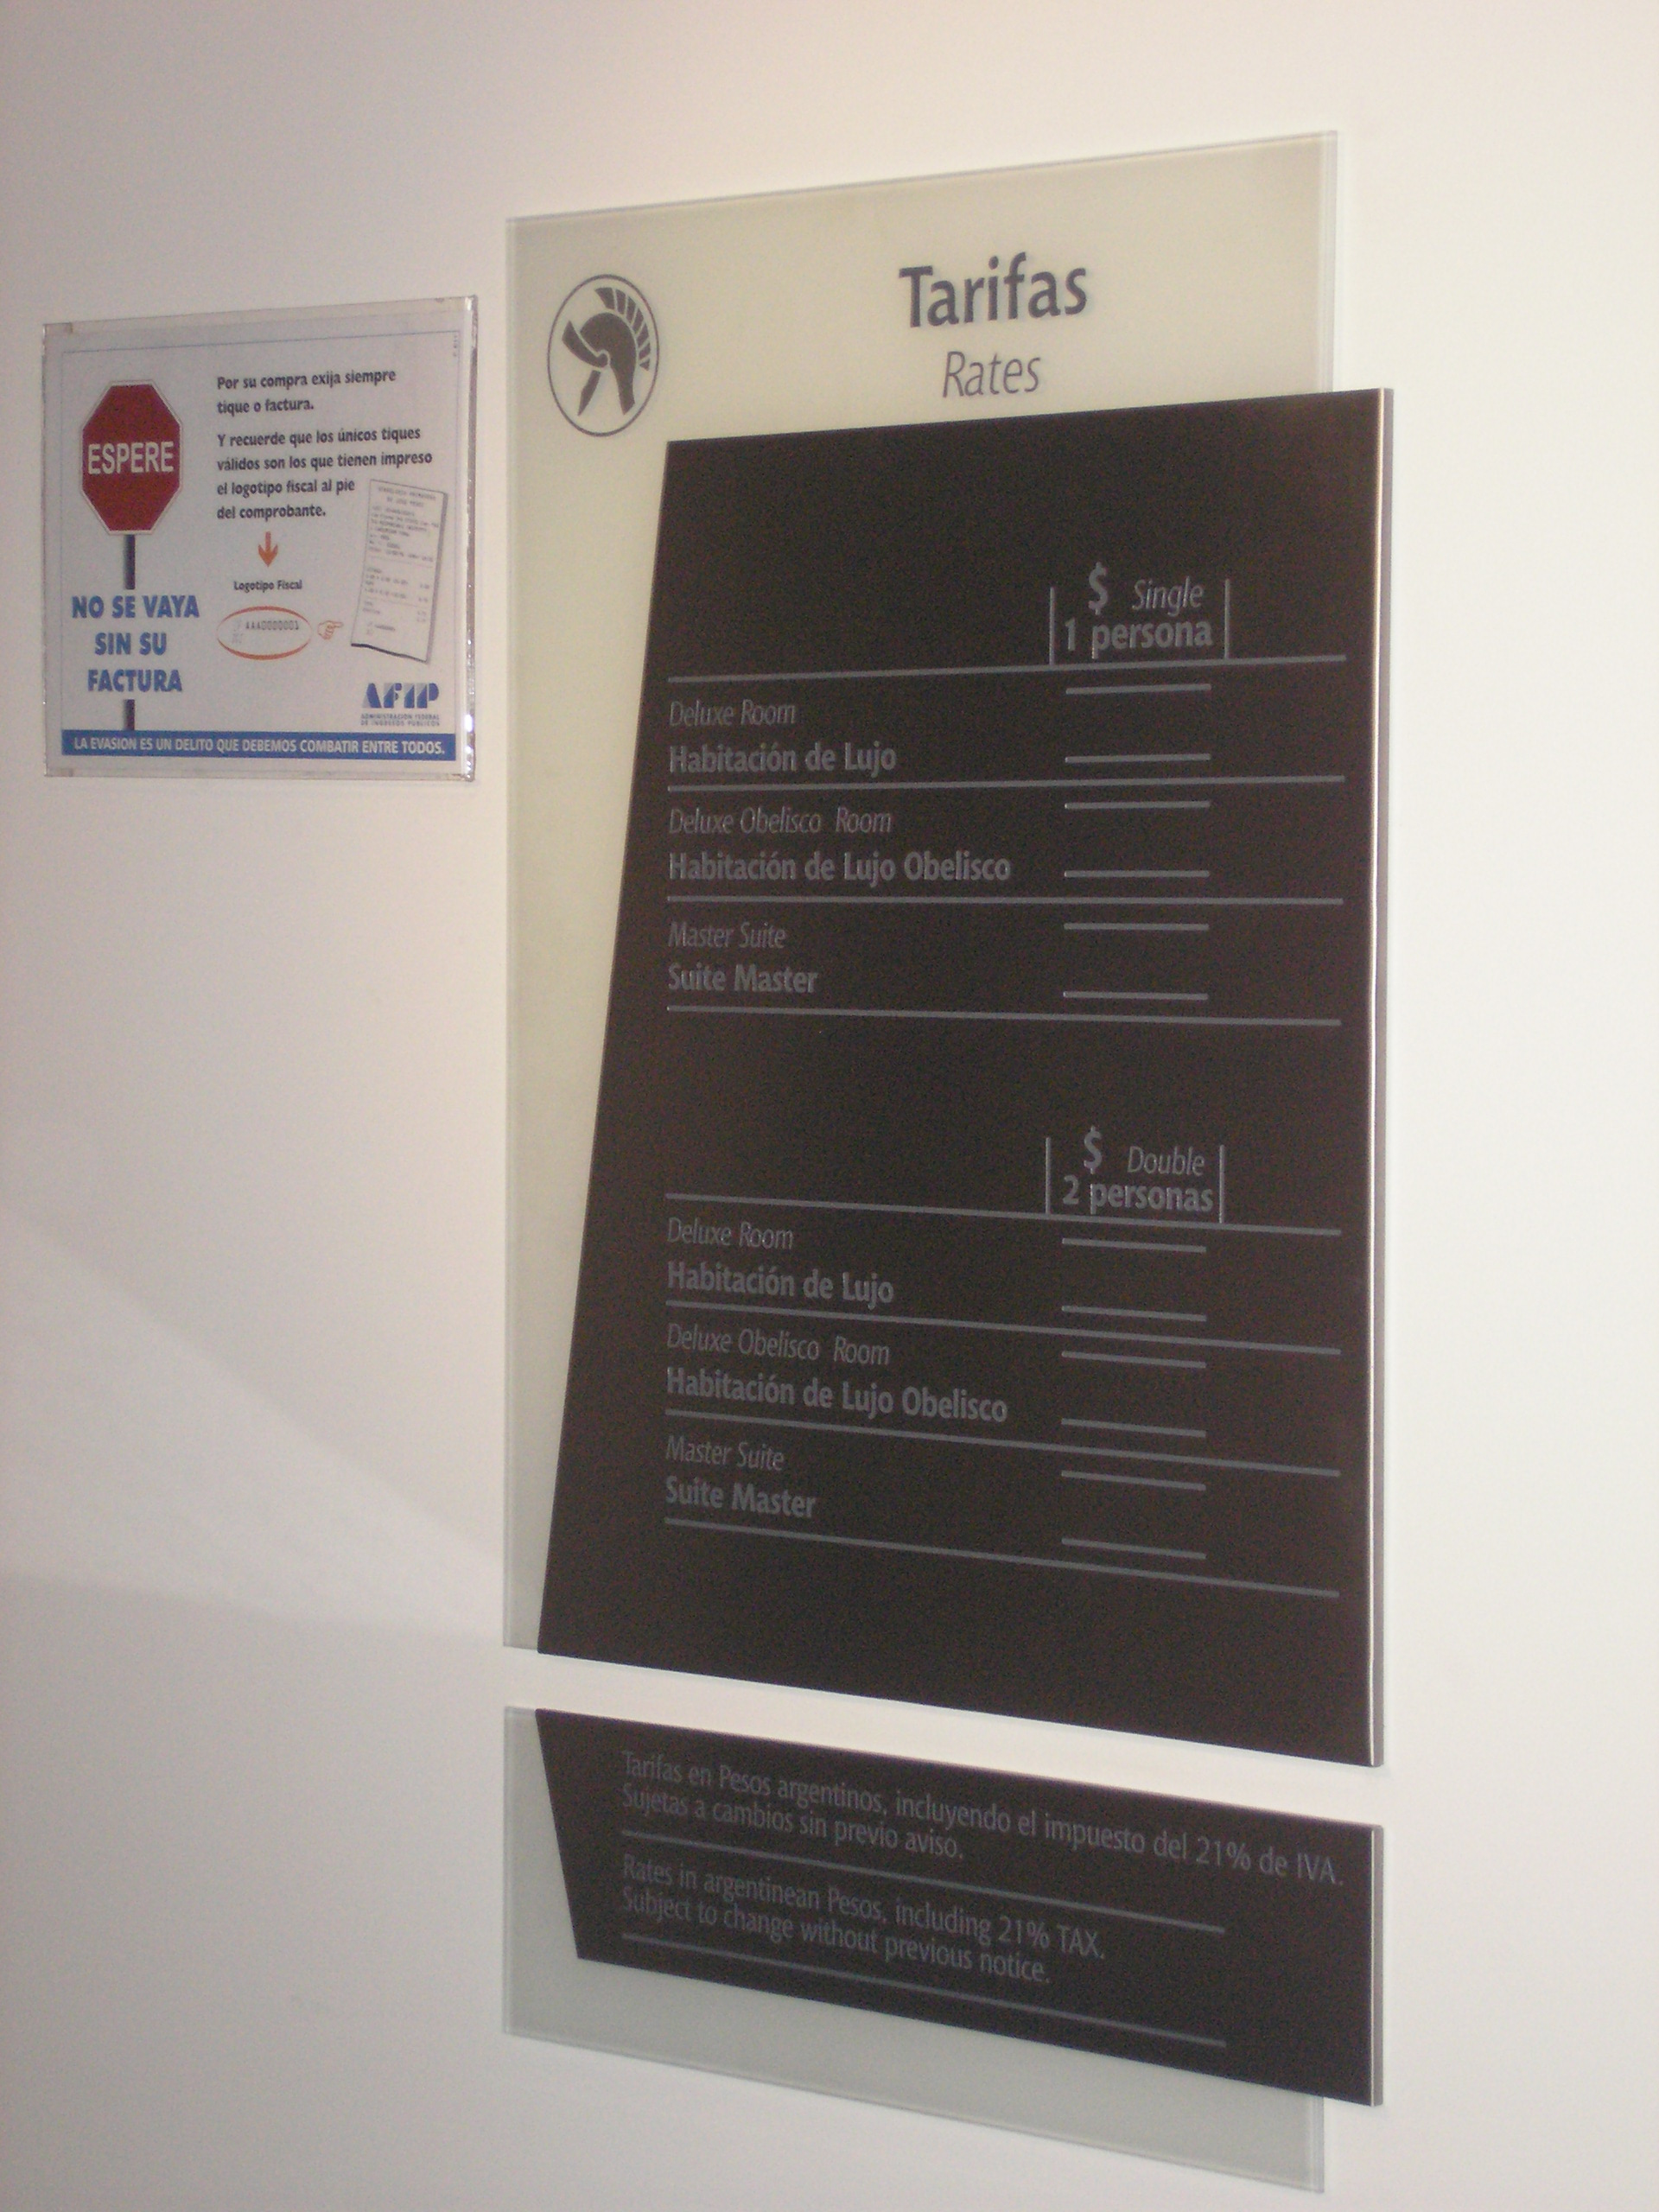 Por su compra exija siempre
tique o factura.
Y recuerde que los únicos tiques
válidos son los que tienen impreso
el logotipo fiscal al pie
del comprobante.
ESPERE
Logotipo Fiscal
AAA0000001
NO SE VAYA
SIN SU
FACTURA
AFIP
ADMINISTRACIÓN FEDERAL
DE INGRESOS PÚBLICOS
LA EVASION ES UN DELITO QUE DEBEMOS COMBATIR ENTRE TODOS.
Tarifas
Rates
$ Single
1 persona
Deluxe Room
Habitación de Lujo
Deluxe Obelisco Room
Habitación de Lujo Obelisco
Master Suite
Suite Master
$ Double
2 personas
Deluxe Room
Habitación de Lujo
Deluxe Obelisco Room
Habitación de Lujo Obelisco
Master Suite
Suite Master
Tarifas en Pesos argentinos, incluyendo el impuesto del 21% de IVA.
Sujetas a cambios sin previo aviso.
Rates in argentinean Pesos, including 21% TAX.
Subject to change without previous notice.